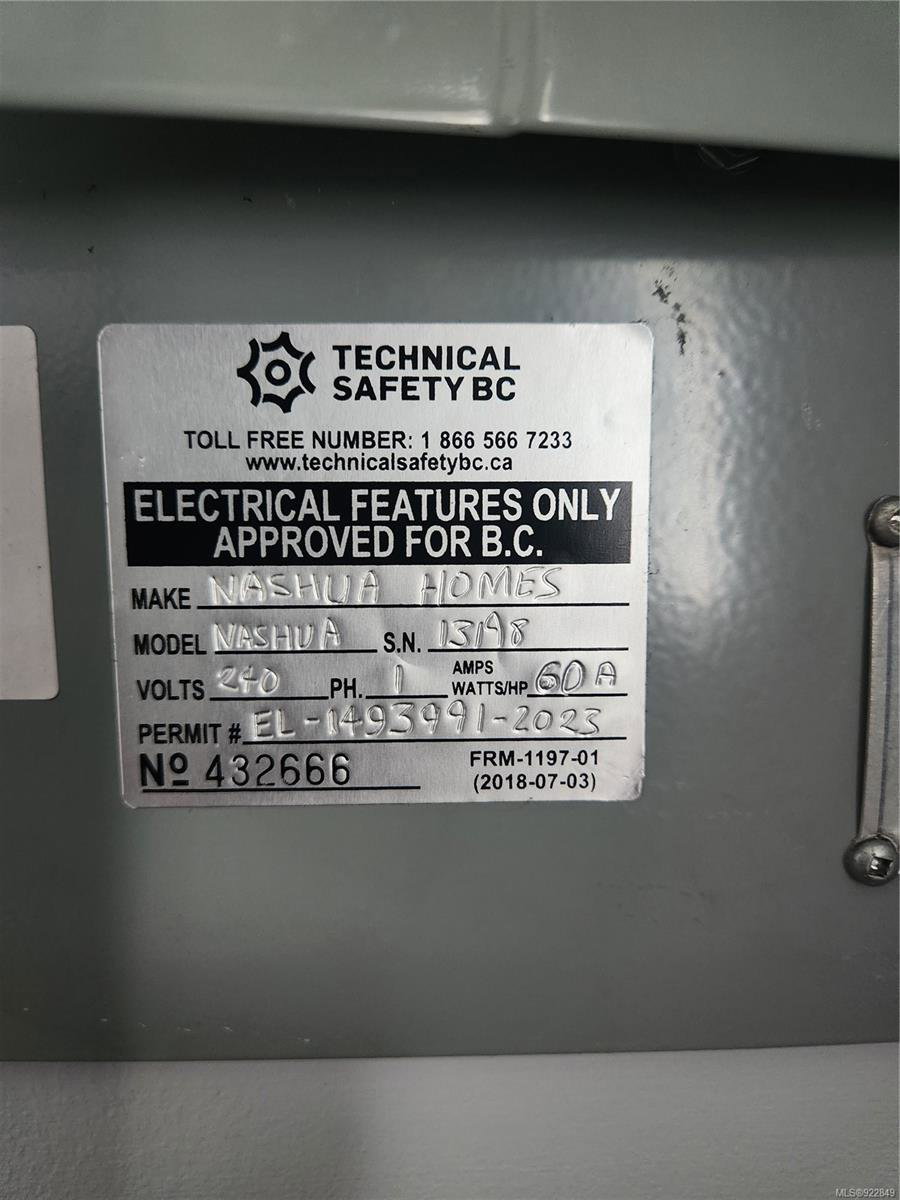 TECHNICAL
SAFETY BC
TOLL FREE NUMBER: 1 866 566 7233
www.technicalsafetybc.ca
ELECTRICAL FEATURES ONLY
APPROVED FOR B.C.
MAKE NASHUA HOMES
MODEL NASHUA S.N. 13198
VOLTS 240 PH. 1 AMPS WATTS/HP 60A
PERMIT # EL-1493991-2023
Nº 432666 FRM-1197-01
(2018-07-03)
MLS®922849